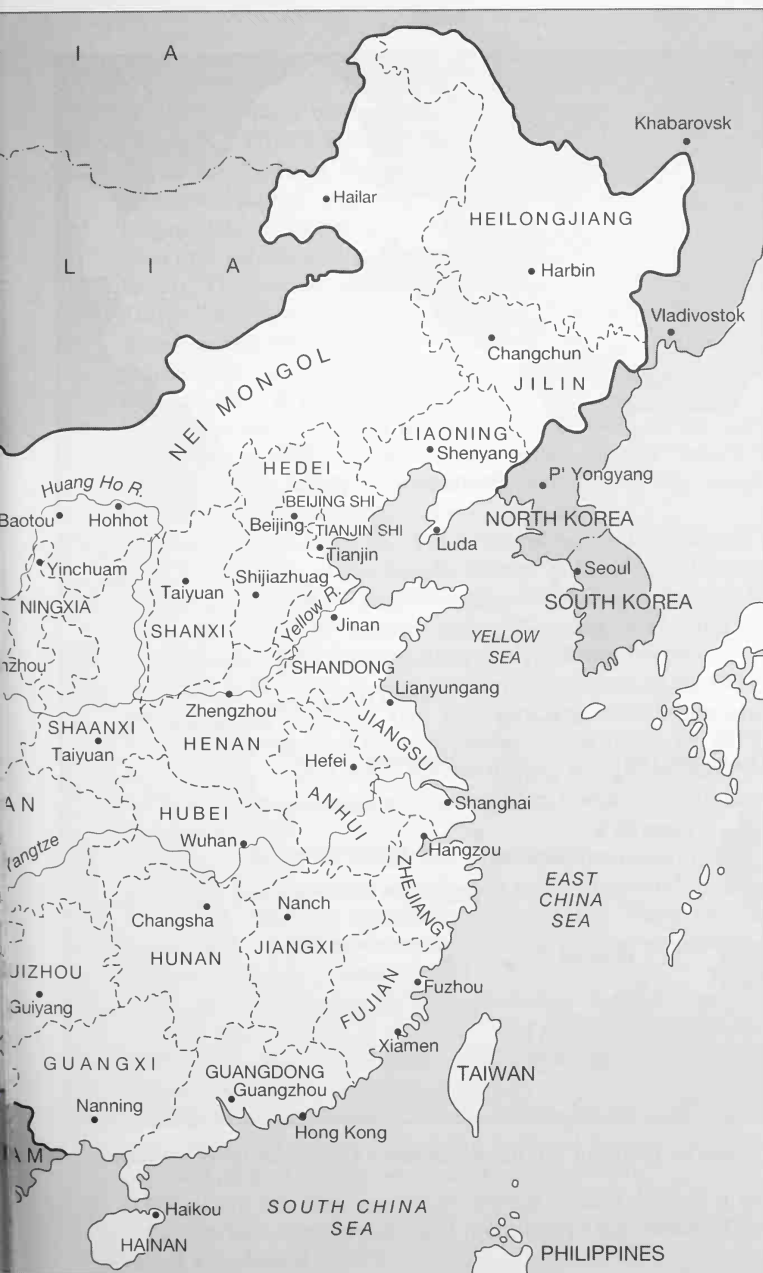 I A
Khabarovsk
Hailar
HEILONGJIANG
L I A
Harbin
Vladivostok
Changchun
NEI MONGOL
JILIN
LIAONING
Shenyang
HEDEI
P' Yongyang
Huang Ho R.
BEIJING SHI
Baotou
Hohhot
Beijing
TIANJIN SHI
NORTH KOREA
Tianjin
Luda
Yinchuam
Seoul
Shijiazhuag
Taiyuan
NINGXIA
SOUTH KOREA
Yellow R.
Jinan
SHANXI
YELLOW
SEA
nzhou
SHANDONG
Lianyungang
Zhengzhou
JIANGSU
SHAANXI
Taiyuan
HENAN
Hefei
AN
ANHUI
Shanghai
HUBEI
Wuhan
Yangtze
Hangzou
ZHEJIANG
EAST
CHINA
SEA
Nanch
Changsha
JIANGXI
HUNAN
JIZHOU
Guiyang
FUJIAN
Fuzhou
Xiamen
GUANGXI
GUANGDONG
Guangzhou
TAIWAN
Nanning
Hong Kong
AM
Haikou
SOUTH CHINA
SEA
HAINAN
PHILIPPINES